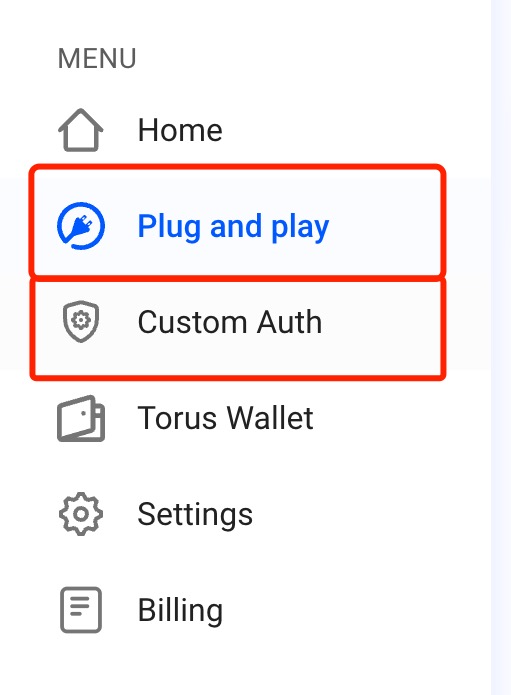 MENU
Home
Plug and play
Custom Auth
Torus Wallet
Settings
Billing